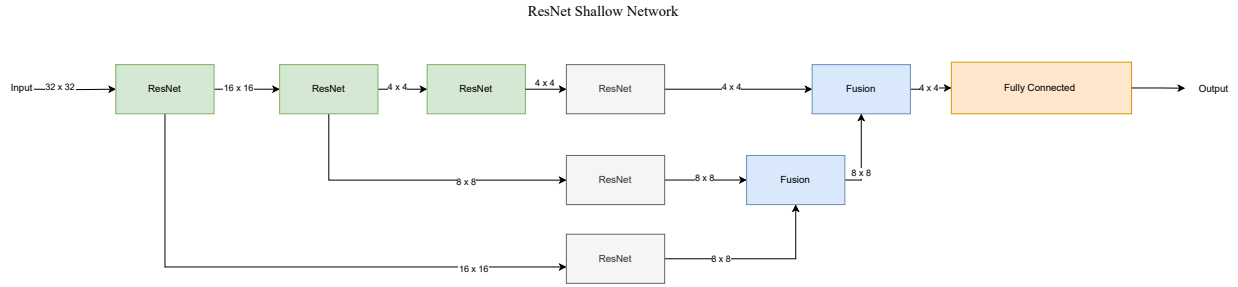 ResNet Shallow Network
Input
32 x 32
ResNet
16 x 16
ResNet
4 x 4
ResNet
4 x 4
ResNet
4 x 4
Fusion
4 x 4
Fully Connected
Output
8 x 8
ResNet
8 x 8
Fusion
8 x 8
16 x 16
ResNet
8 x 8